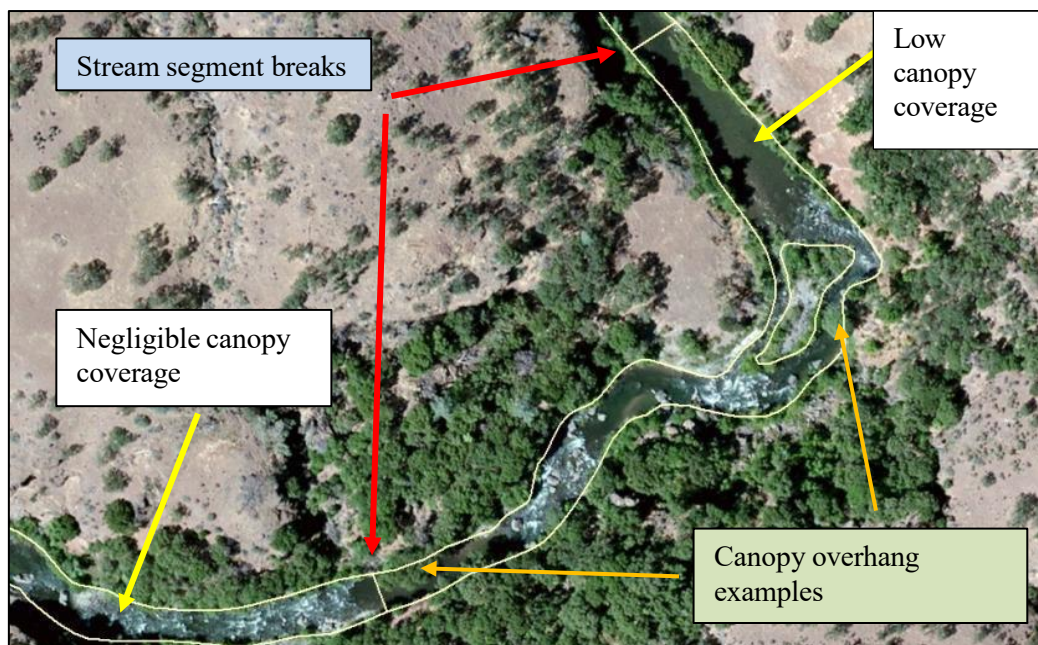 Stream segment breaks
Low
canopy
coverage
Negligible canopy
coverage
Canopy overhang
examples